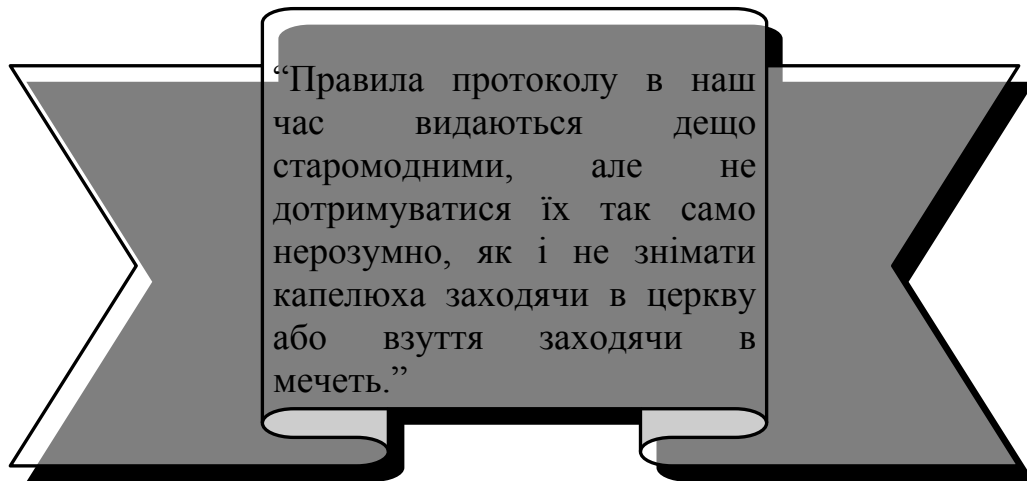 “Правила протоколу в наш
час видаються дещо
старомодними, але не
дотримуватися їх так само
нерозумно, як і не знімати
капелюха заходячи в церкву
або взуття заходячи в
мечеть.”